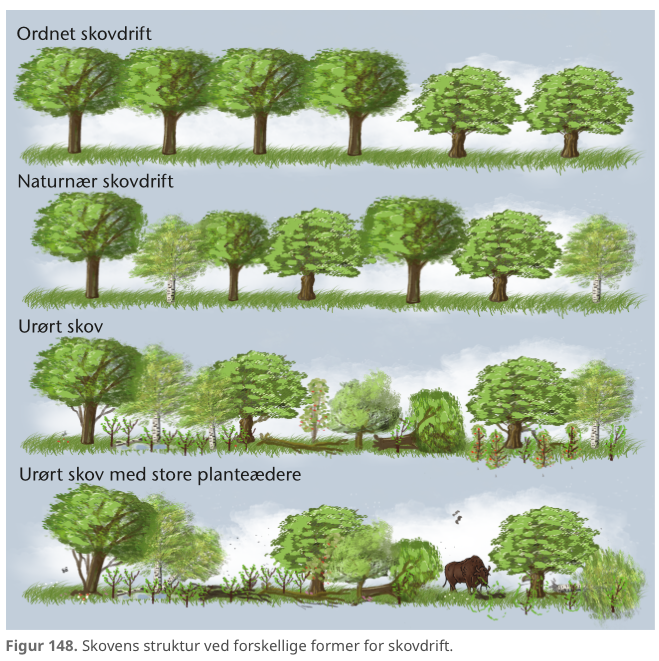 Ordnet skovdrift
Naturnær skovdrift
Urørt skov
Urørt skov med store planteædere
Figur 148. Skovens struktur ved forskellige former for skovdrift.